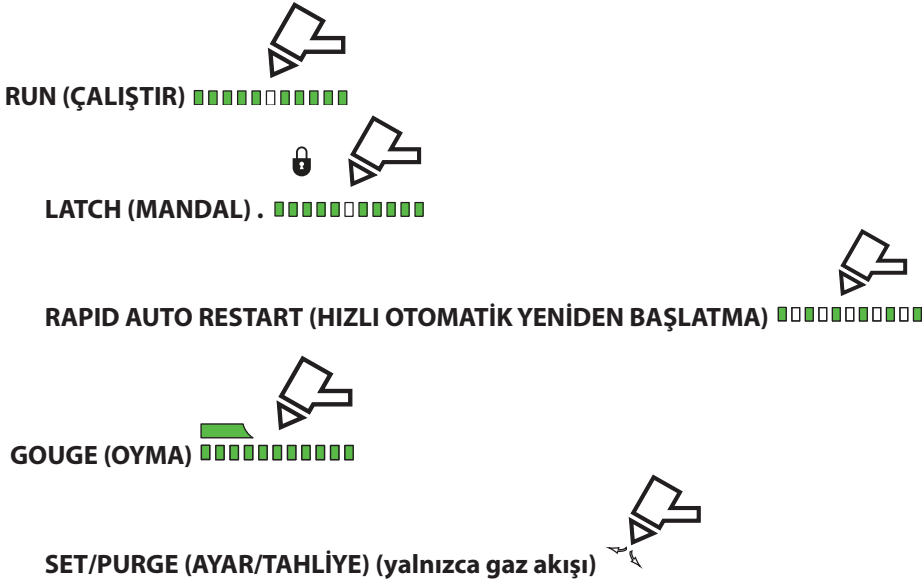 RUN (ÇALIŞTIR)
LATCH (MANDAL) .
RAPID AUTO RESTART (HIZLI OTOMATİK YENİDEN BAŞLATMA)
GOUGE (OYMA)
SET/PURGE (AYAR/TAHLİYE) (yalnızca gaz akışı)